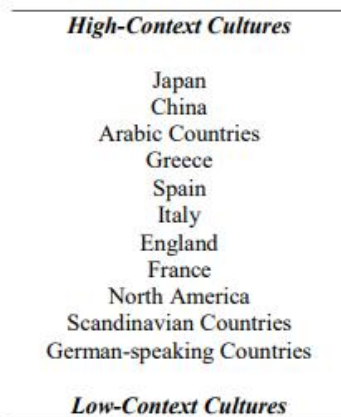 High-Context Cultures
Japan
China
Arabic Countries
Greece
Spain
Italy
England
France
North America
Scandinavian Countries
German-speaking Countries
Low-Context Cultures